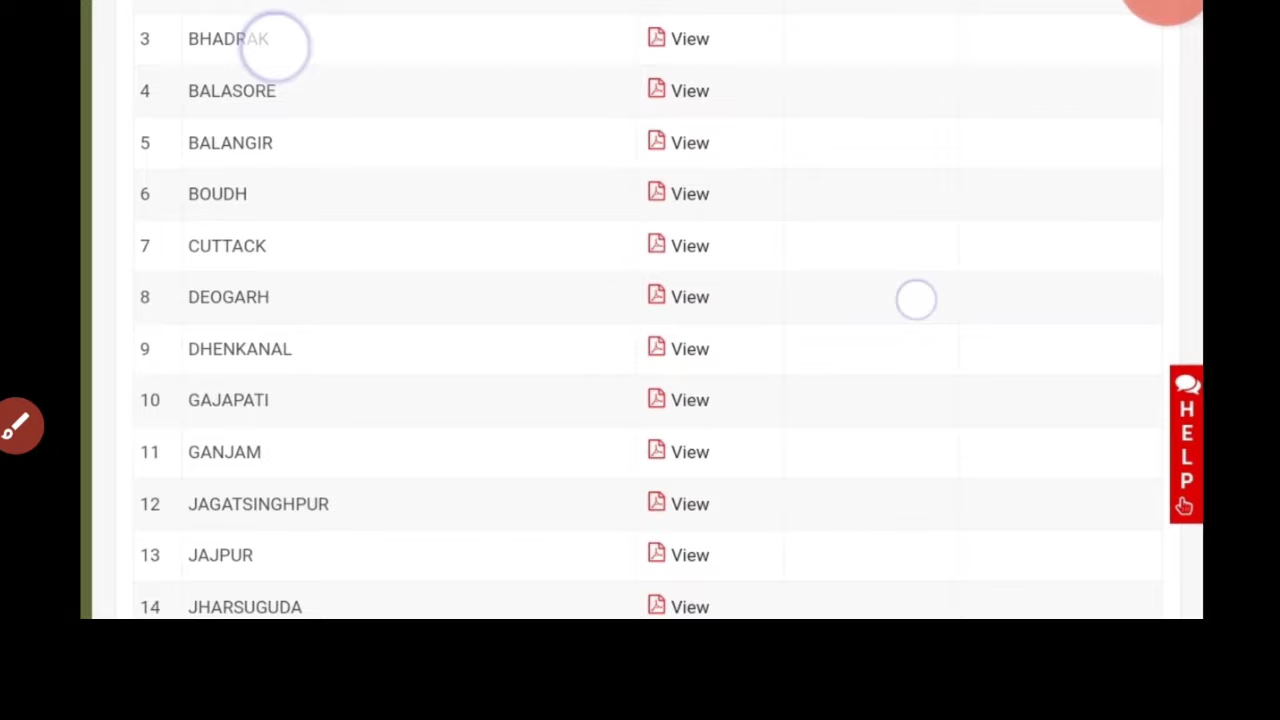 3 BHADRAK View
4 BALASORE View
5 BALANGIR View
6 BOUDH View
7 CUTTACK View
8 DEOGARH View
9 DHENKANAL View
10 GAJAPATI View
11 GANJAM View
12 JAGATSINGHPUR View
13 JAJPUR View
14 JHARSUGUDA View
HELP